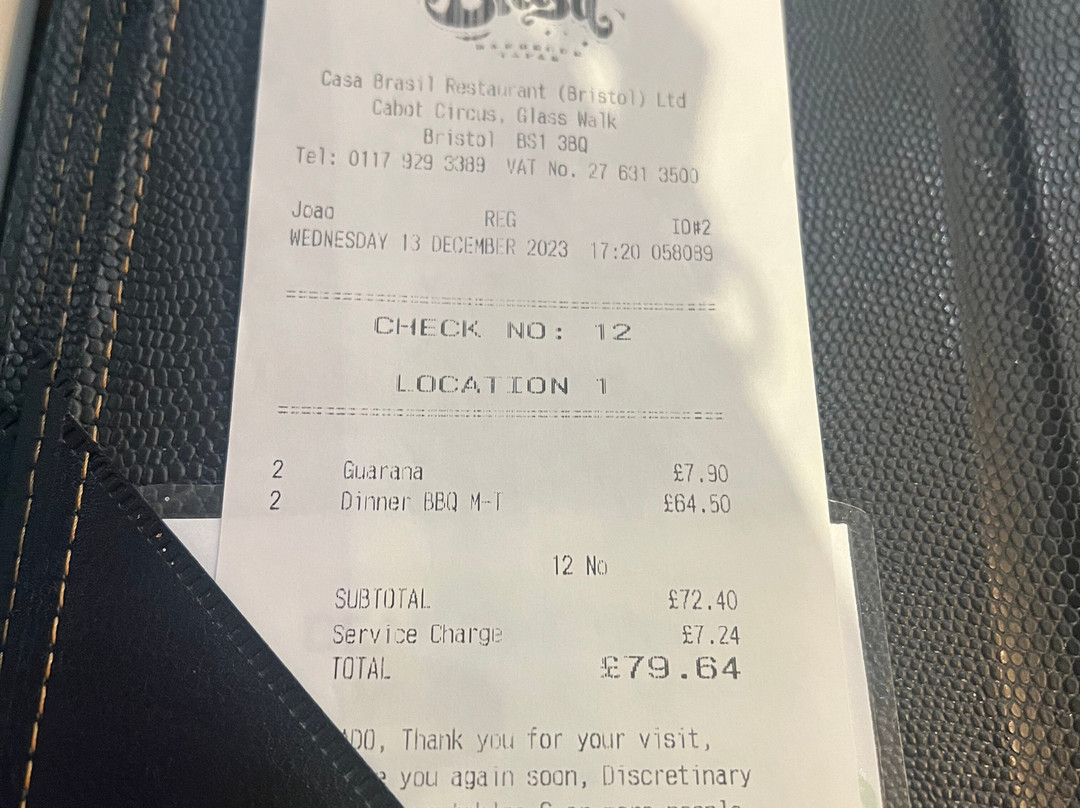 Casa Brasil Restaurant (Bristol) Ltd
Cabot Circus, Glass Walk
Bristol BS1 3BQ
Tel: 0117 929 3389 VAT No. 27 631 3500
Joao REG ID#2
WEDNESDAY 13 DECEMBER 2023 17:20 058089
CHECK NO: 12
LOCATION 1
2 Guarana £7.90
2 Dinner BBQ M-T £64.50
12 No
SUBTOTAL £72.40
Service Charge £7.24
TOTAL £79.64
Thank you for your visit,
you again soon, Discretinary